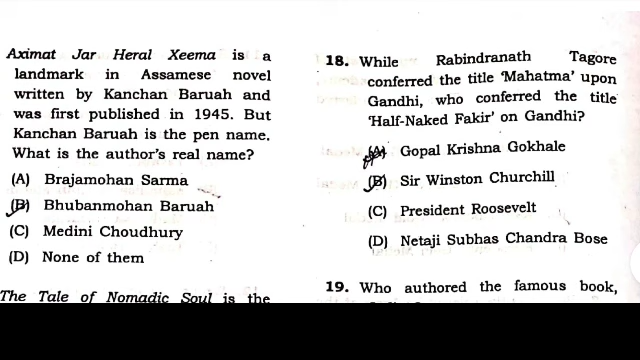 Aximat Jar Heral Xeema is a
landmark in Assamese novel
written by Kanchan Baruah and
was first published in 1945. But
Kanchan Baruah is the pen name.
What is the author's real name?
(A) Brajamohan Sarma
(B) Bhubanmohan Baruah
(C) Medini Choudhury
(D) None of them
The Tale of Nomadic Soul is the
18. While Rabindranath Tagore
conferred the title 'Mahatma' upon
Gandhi, who conferred the title
'Half-Naked Fakir' on Gandhi?
(A) Gopal Krishna Gokhale
(B) Sir Winston Churchill
(C) President Roosevelt
(D) Netaji Subhas Chandra Bose
19. Who authored the famous book,